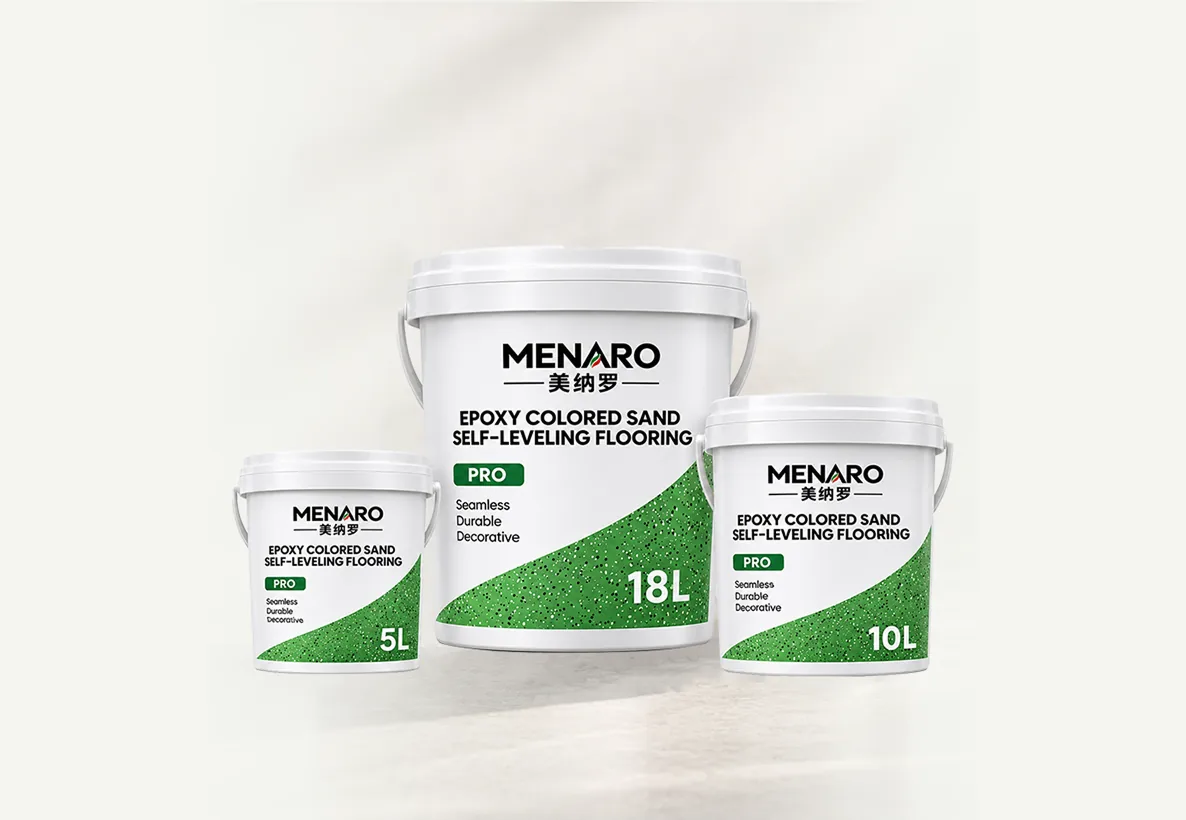 MENARO
美纳罗
EPOXY COLORED SAND
SELF-LEVELING FLOORING
PRO
Seamless
Durable
Decorative
5L
MENARO
美纳罗
EPOXY COLORED SAND
SELF-LEVELING FLOORING
PRO
Seamless
Durable
Decorative
18L
MENARO
美纳罗
EPOXY COLORED SAND
SELF-LEVELING FLOORING
PRO
Seamless
Durable
Decorative
10L